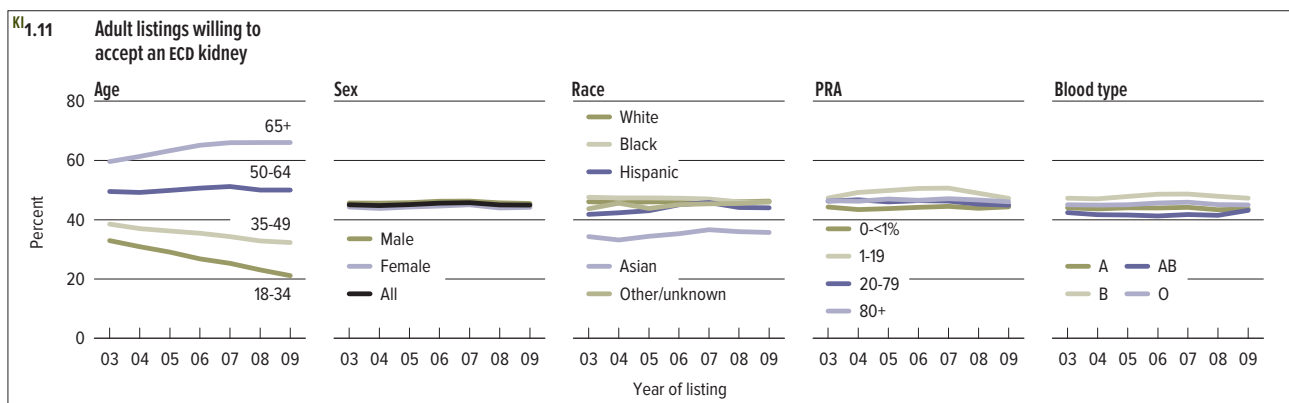 KI 1.11 Adult listings willing to
accept an ECD kidney
Age
Percent
80
60
40
20
0
65+
50-64
35-49
18-34
03 04 05 06 07 08 09
Sex
Male
Female
All
03 04 05 06 07 08 09
Race
White
Black
Hispanic
Asian
Other/unknown
03 04 05 06 07 08 09
PRA
0-<1%
1-19
20-79
80+
03 04 05 06 07 08 09
Blood type
A AB
B O
03 04 05 06 07 08 09
Year of listing